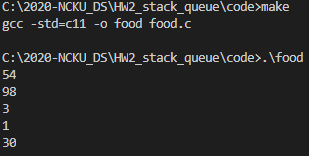 C:\2020-NCKU_DS\HW2_stack_queue\code>make
gcc -std=c11 -o food food.c
C:\2020-NCKU_DS\HW2_stack_queue\code>.\food
54
98
3
1
30